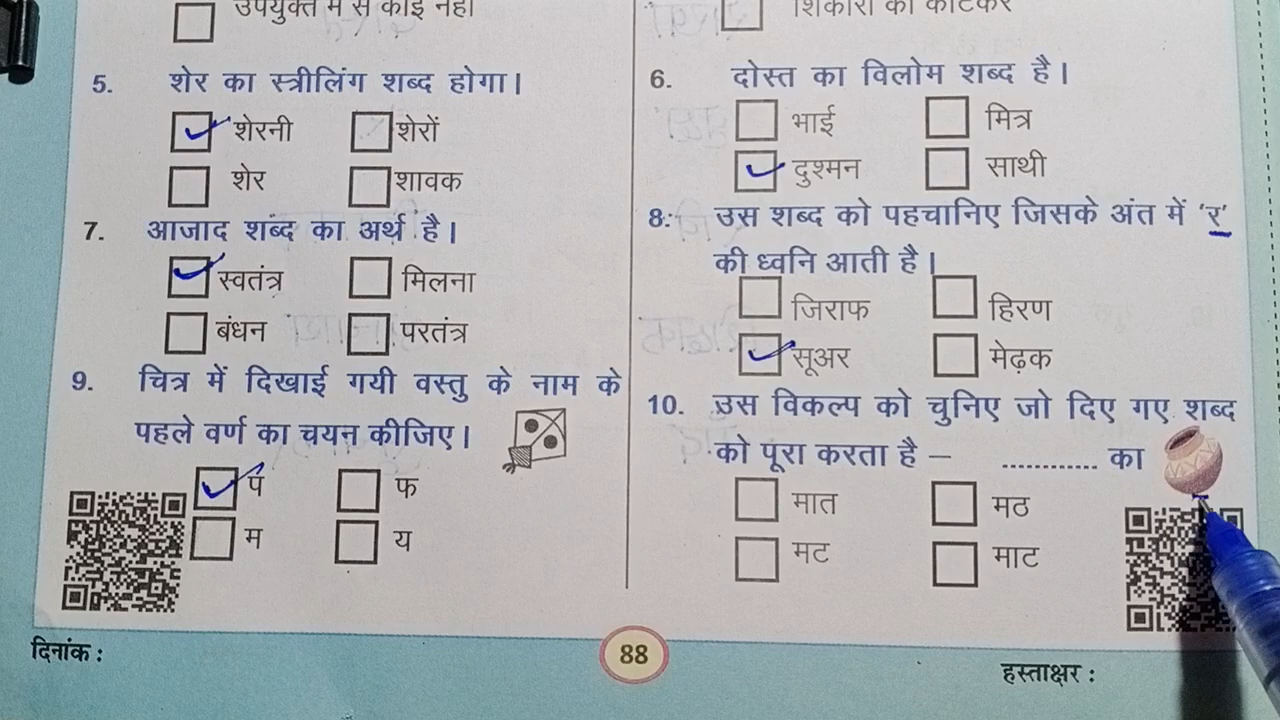 उपर्युक्त में से कोई नहीं
शिकारी को काटकर
5. शेर का स्त्रीलिंग शब्द होगा।
शेरनी शेरों
शेर शावक
6. दोस्त का विलोम शब्द है।
भाई मित्र
दुश्मन साथी
7. आजाद शब्द का अर्थ है।
स्वतंत्र मिलना
बंधन परतंत्र
8. उस शब्द को पहचानिए जिसके अंत में 'र'
की ध्वनि आती है।
जिराफ हिरण
सूअर मेढ़क
9. चित्र में दिखाई गयी वस्तु के नाम के
पहले वर्ण का चयन कीजिए।
प फ
म य
10. उस विकल्प को चुनिए जो दिए गए शब्द
को पूरा करता है – ............ का
मात मठ
मट माट
दिनांक :
88
हस्ताक्षर :